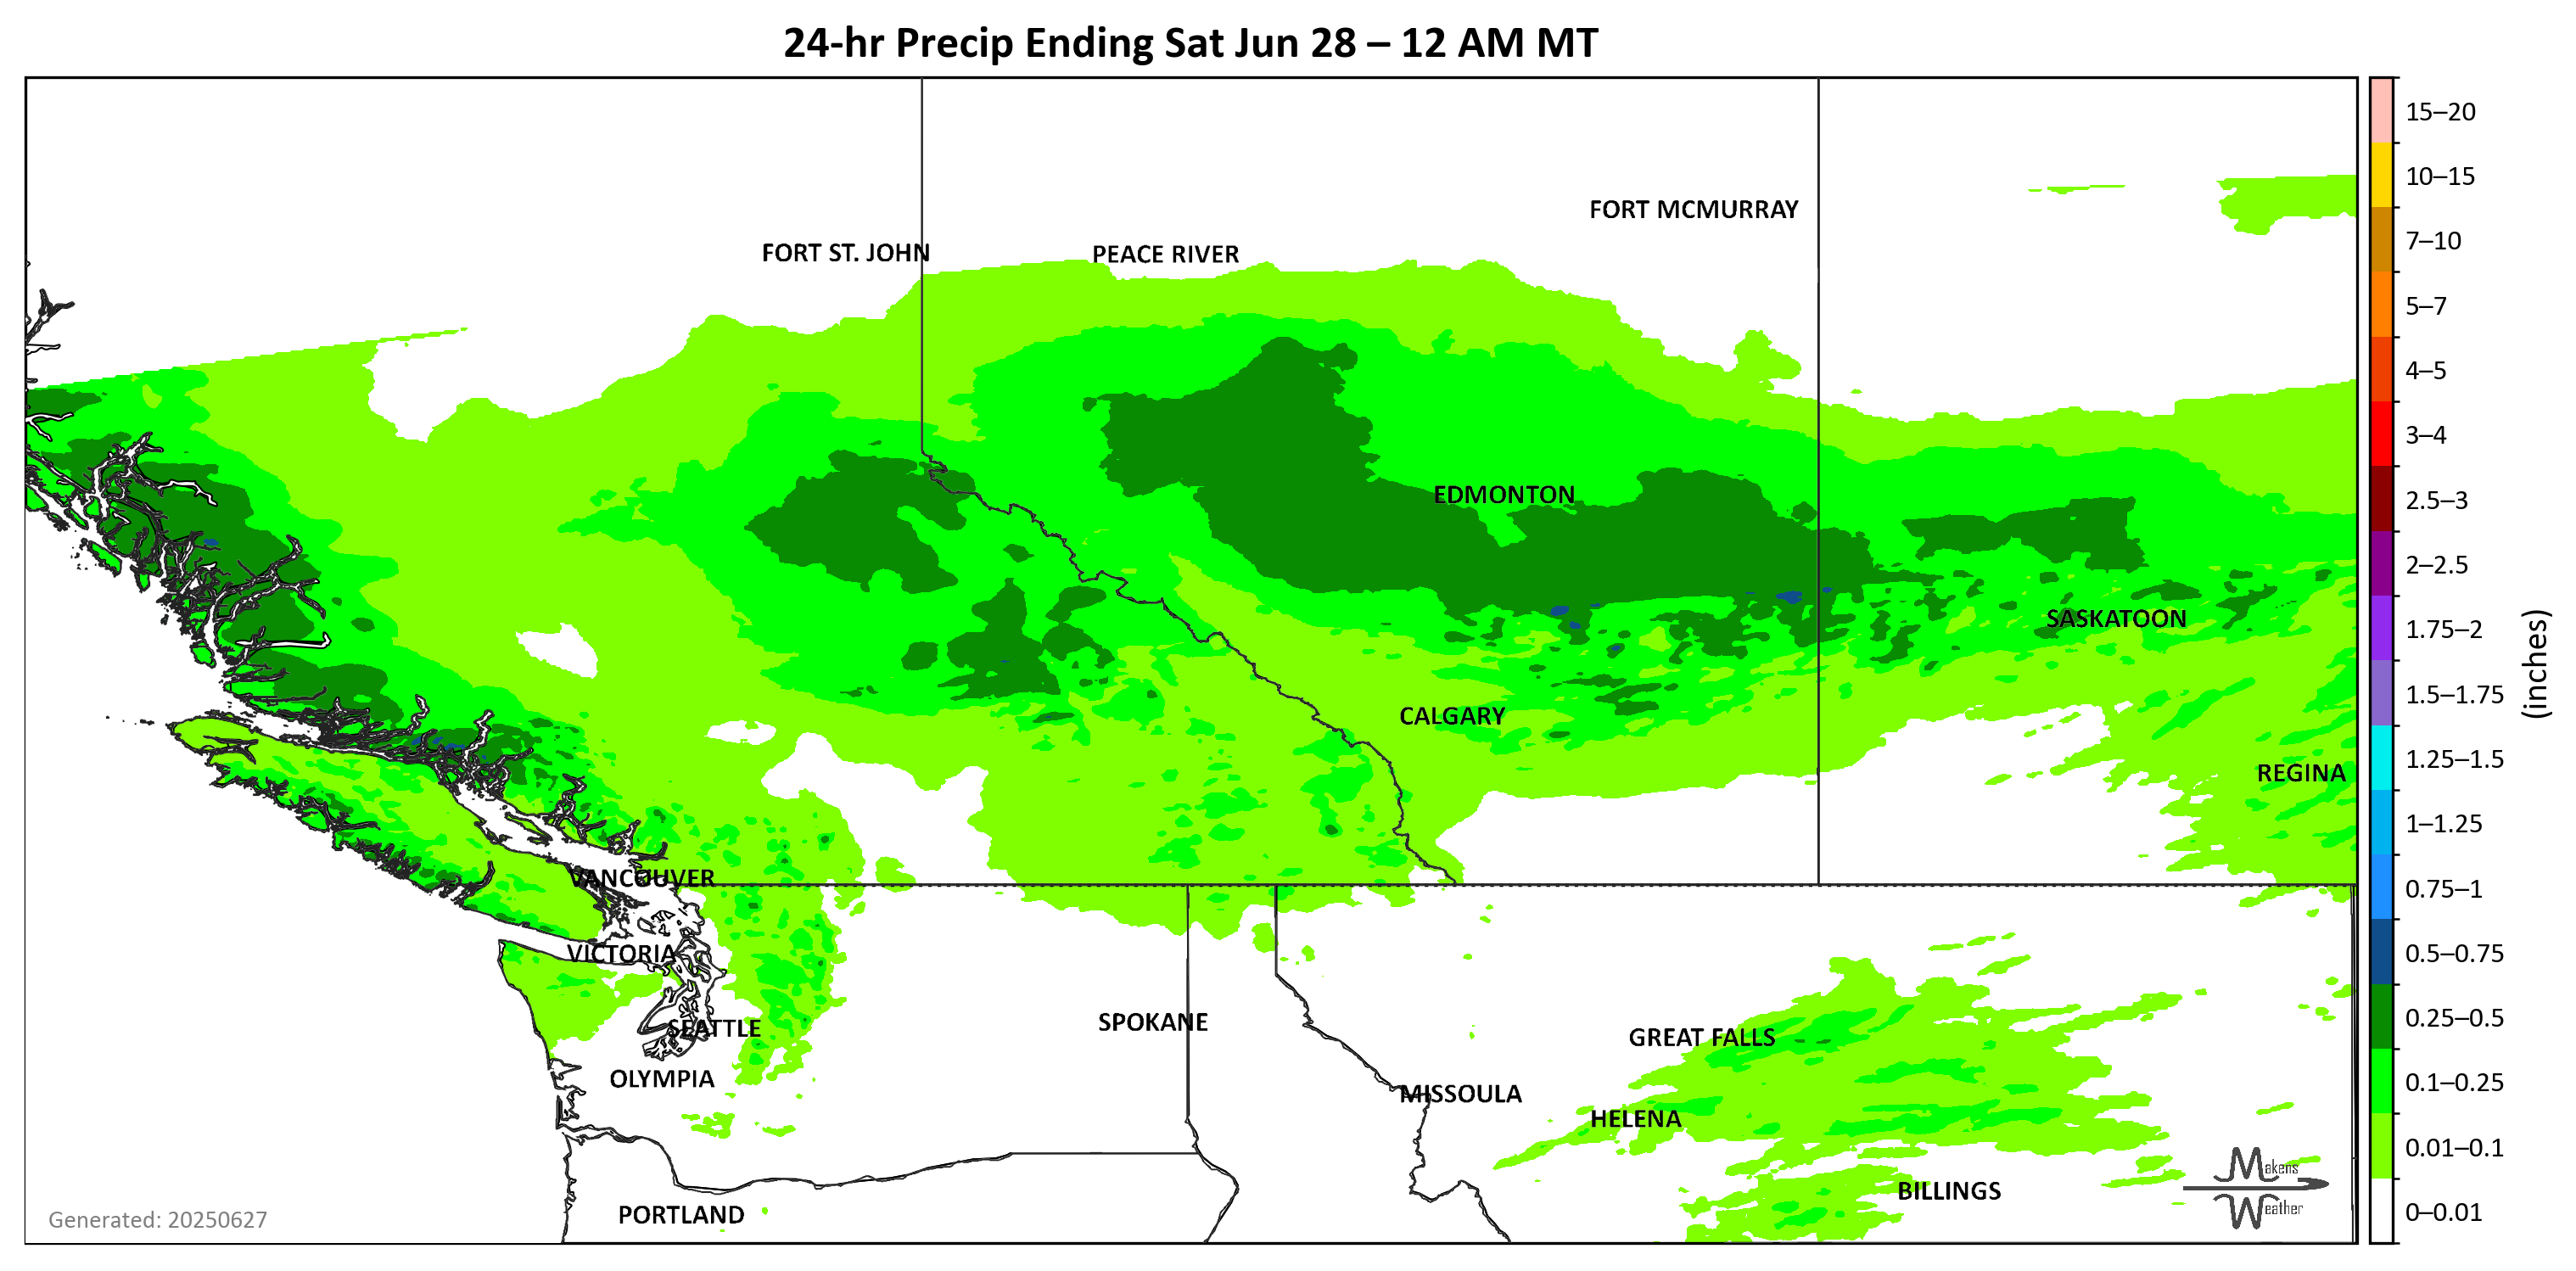 24-hr Precip Ending Sat Jun 28 – 12 AM MT
15–20
10–15
7–10
5–7
4–5
3–4
2.5–3
2–2.5
1.75–2
1.5–1.75
1.25–1.5
1–1.25
0.75–1
0.5–0.75
0.25–0.5
0.1–0.25
0.01–0.1
0–0.01
(inches)
FORT MCMURRAY
FORT ST. JOHN
PEACE RIVER
EDMONTON
SASKATOON
CALGARY
REGINA
VANCOUVER
VICTORIA
SEATTLE
SPOKANE
GREAT FALLS
OLYMPIA
MISSOULA
HELENA
BILLINGS
PORTLAND
Makens
Weather
Generated: 20250627